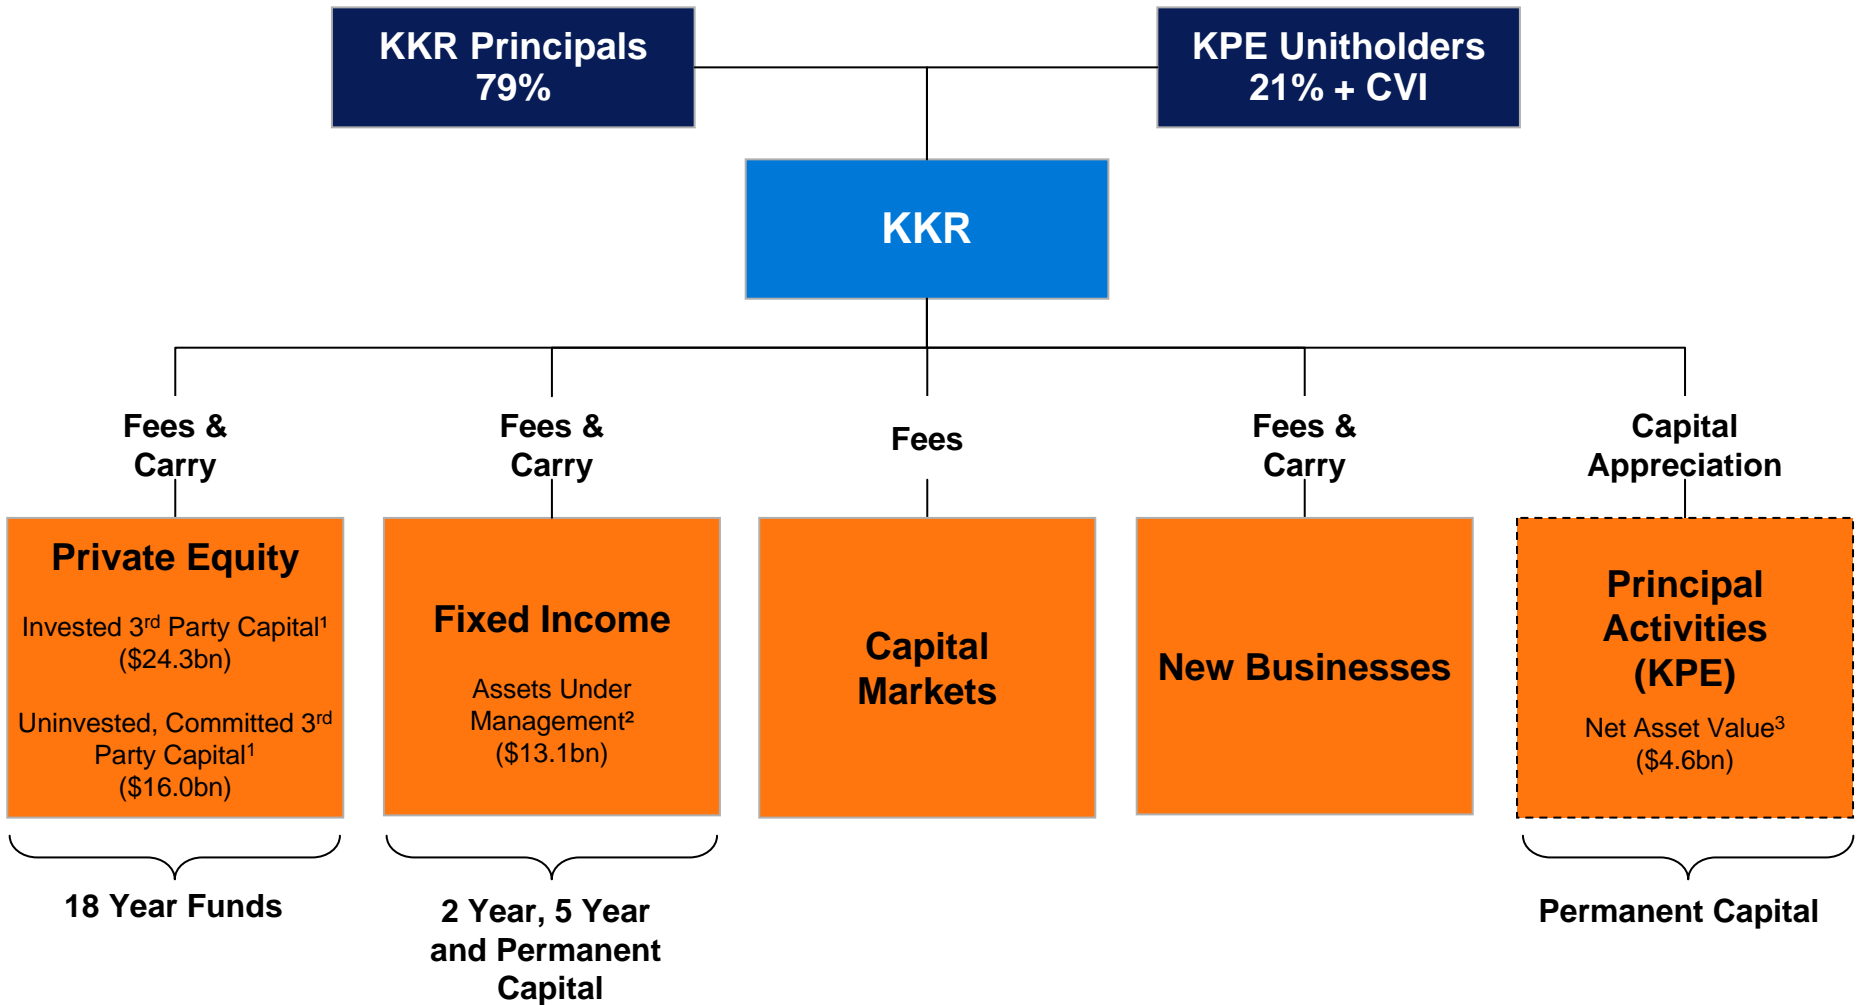 KKR Principals
79%
KPE Unitholders
21% + CVI
KKR
Fees &
Carry
Fees &
Carry
Fees
Fees &
Carry
Capital
Appreciation
Private Equity
Invested 3rd Party Capital¹
($24.3bn)
Uninvested, Committed 3rd
Party Capital¹
($16.0bn)
Fixed Income
Assets Under
Management²
($13.1bn)
Capital
Markets
New Businesses
Principal
Activities
(KPE)
Net Asset Value³
($4.6bn)
18 Year Funds
2 Year, 5 Year
and Permanent
Capital
Permanent Capital